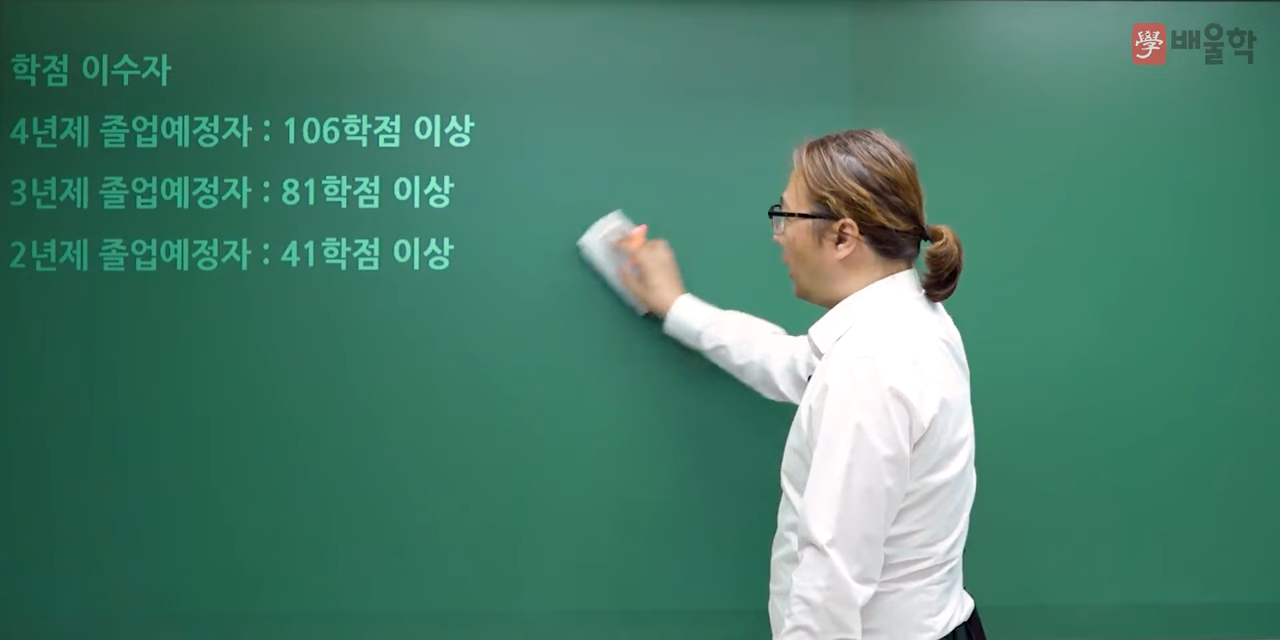 學 배울학
학점 이수자
4년제 졸업예정자 : 106학점 이상
3년제 졸업예정자 : 81학점 이상
2년제 졸업예정자 : 41학점 이상